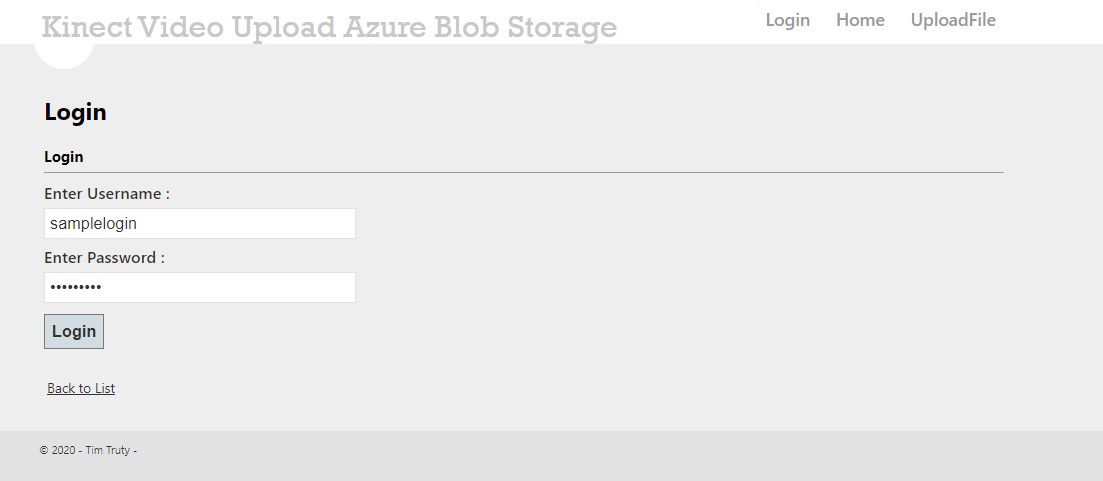 Kinect Video Upload Azure Blob Storage
Login Home UploadFile
Login
Login
Enter Username :
samplelogin
Enter Password :
•••••••••
Login
Back to List
© 2020 - Tim Truty -